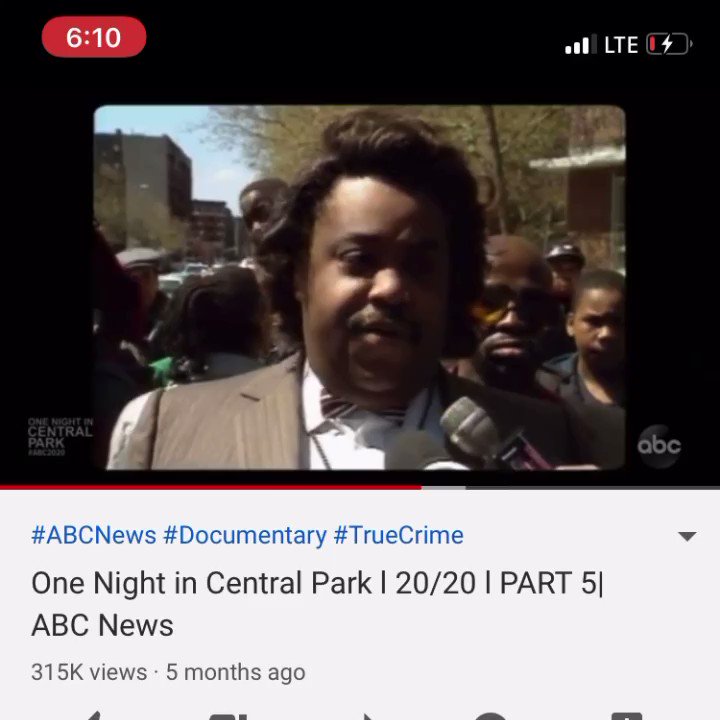 6:10
LTE
ONE NIGHT IN
CENTRAL
PARK
#ABC2020
abc
#ABCNews #Documentary #TrueCrime
One Night in Central Park l 20/20 l PART 5|
ABC News
315K views · 5 months ago